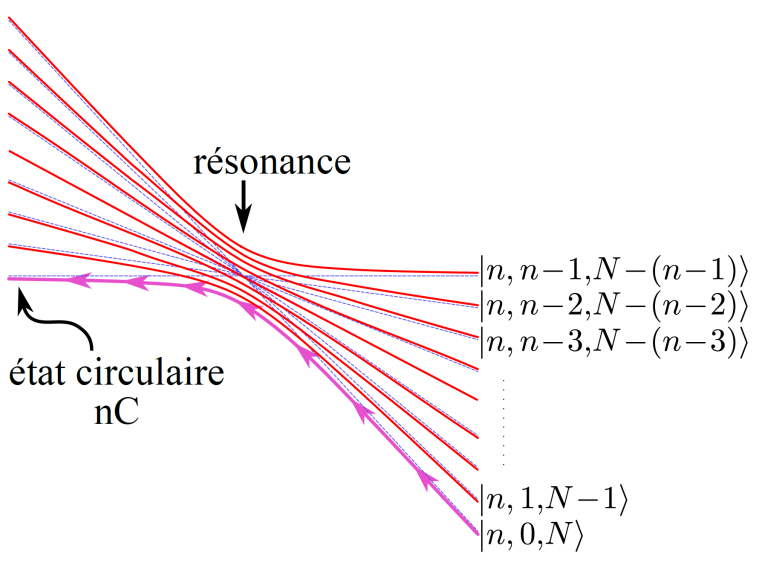 résonance
|n, n−1,N−(n−1)⟩
|n, n−2,N−(n−2)⟩
|n, n−3,N−(n−3)⟩
état circulaire
nC
|n, 1,N−1⟩
|n, 0,N⟩